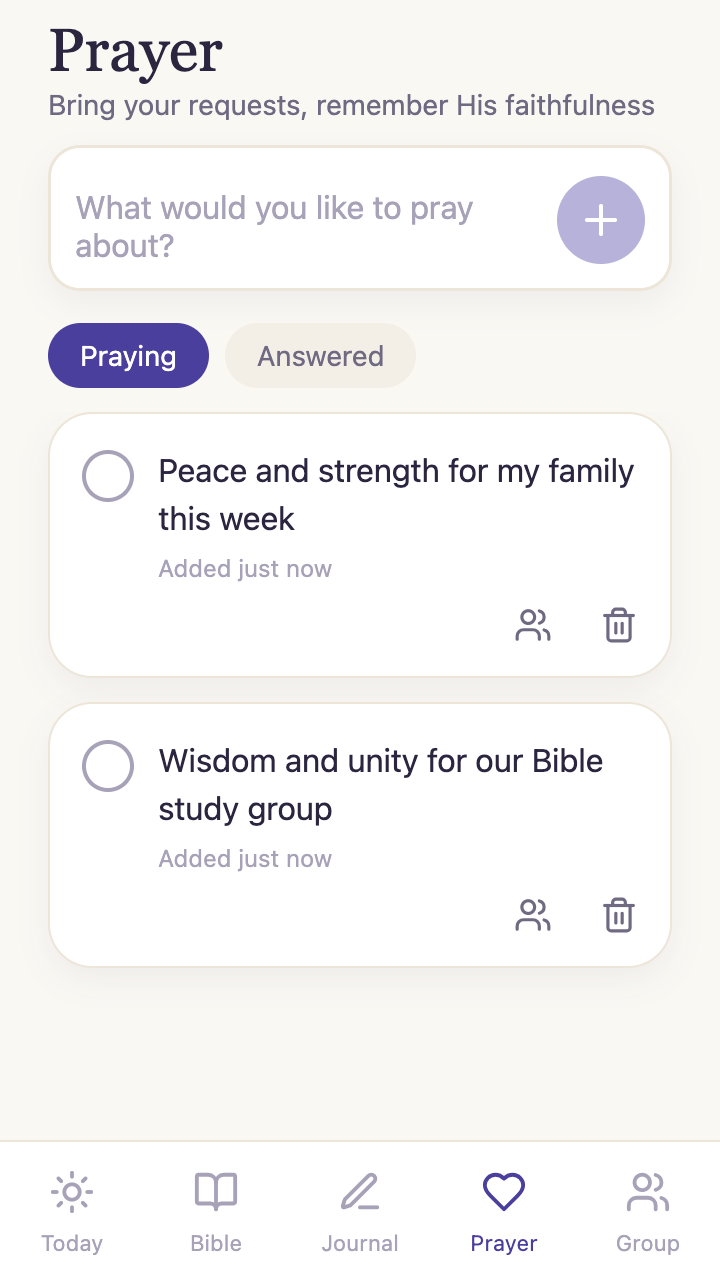 Prayer
Bring your requests, remember His faithfulness
What would you like to pray
about?
Praying
Answered
Peace and strength for my family
this week
Added just now
Wisdom and unity for our Bible
study group
Added just now
Today
Bible
Journal
Prayer
Group